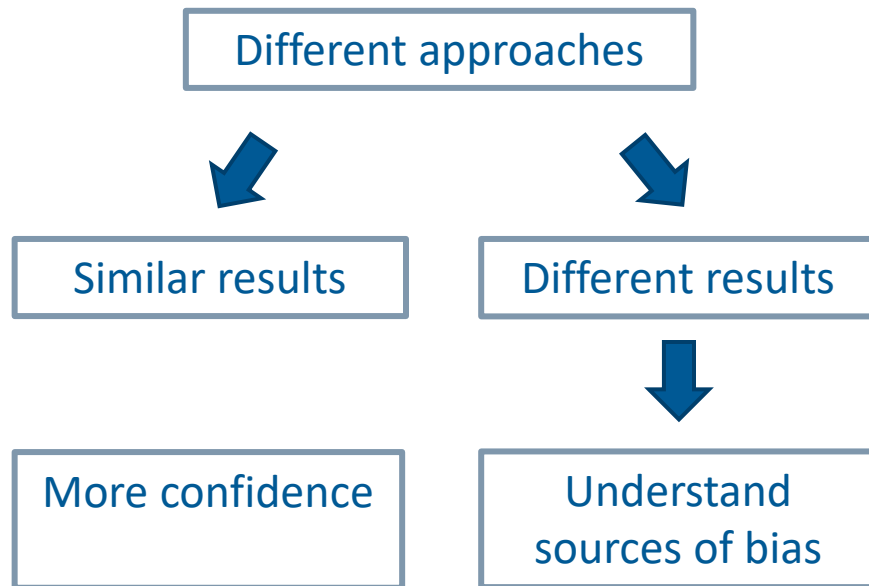 Different approaches
Similar results
Different results
More confidence
Understand
sources of bias